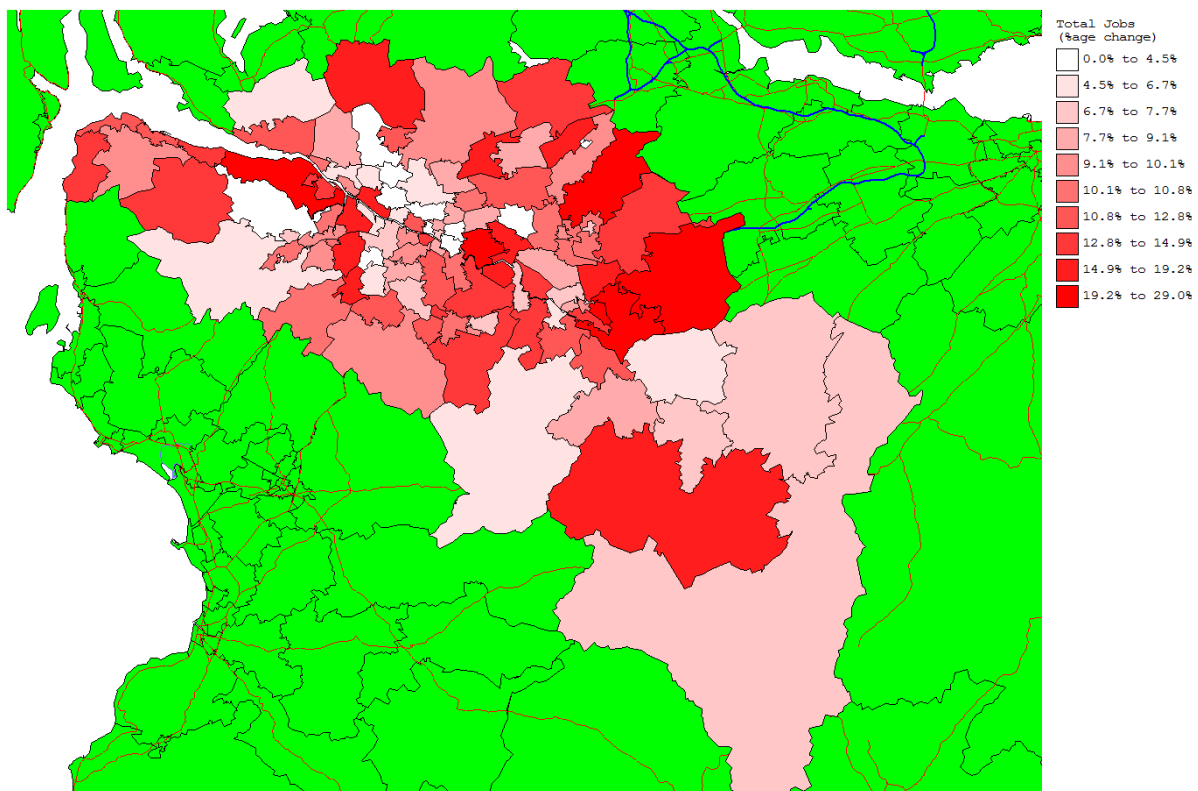 Total Jobs
(%age change)
0.0% to 4.5%
4.5% to 6.7%
6.7% to 7.7%
7.7% to 9.1%
9.1% to 10.1%
10.1% to 10.8%
10.8% to 12.8%
12.8% to 14.9%
14.9% to 19.2%
19.2% to 29.0%